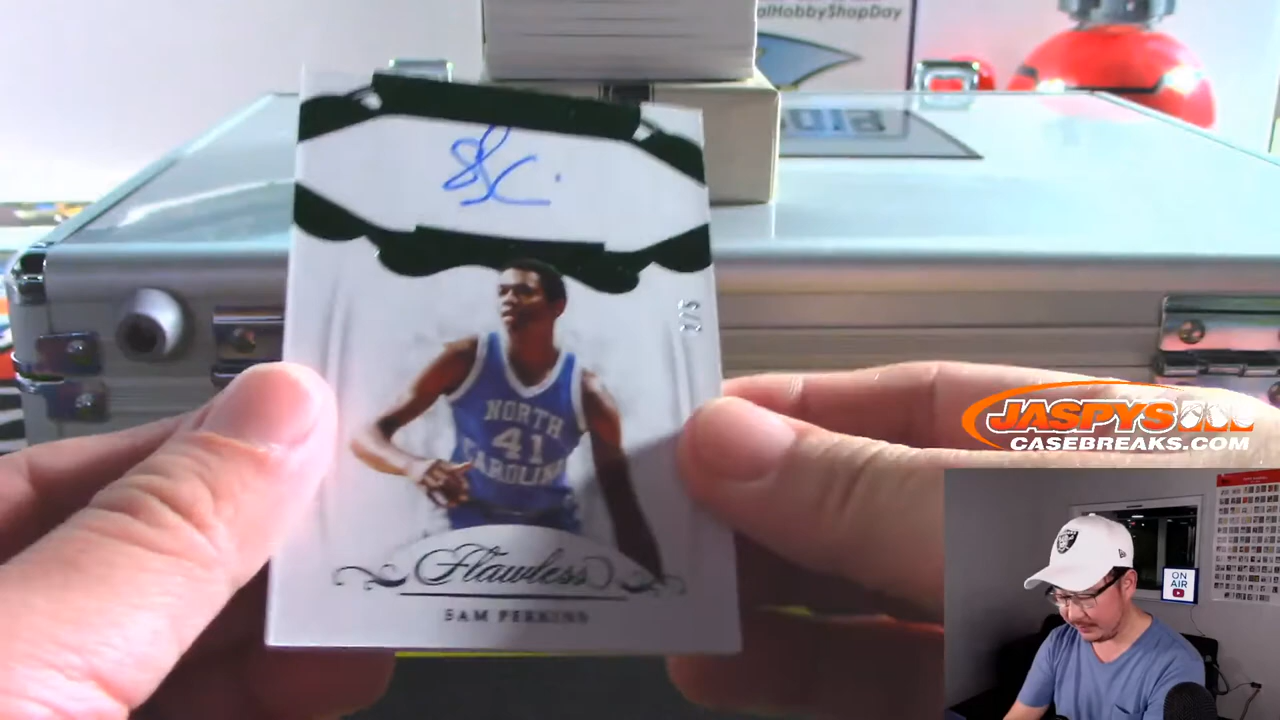 alHobbyShopDay
NORTH
41
CAROLINA
Flawless
SAM PERKINS
JASPYS
CASEBREAKS.COM
ON
AIR